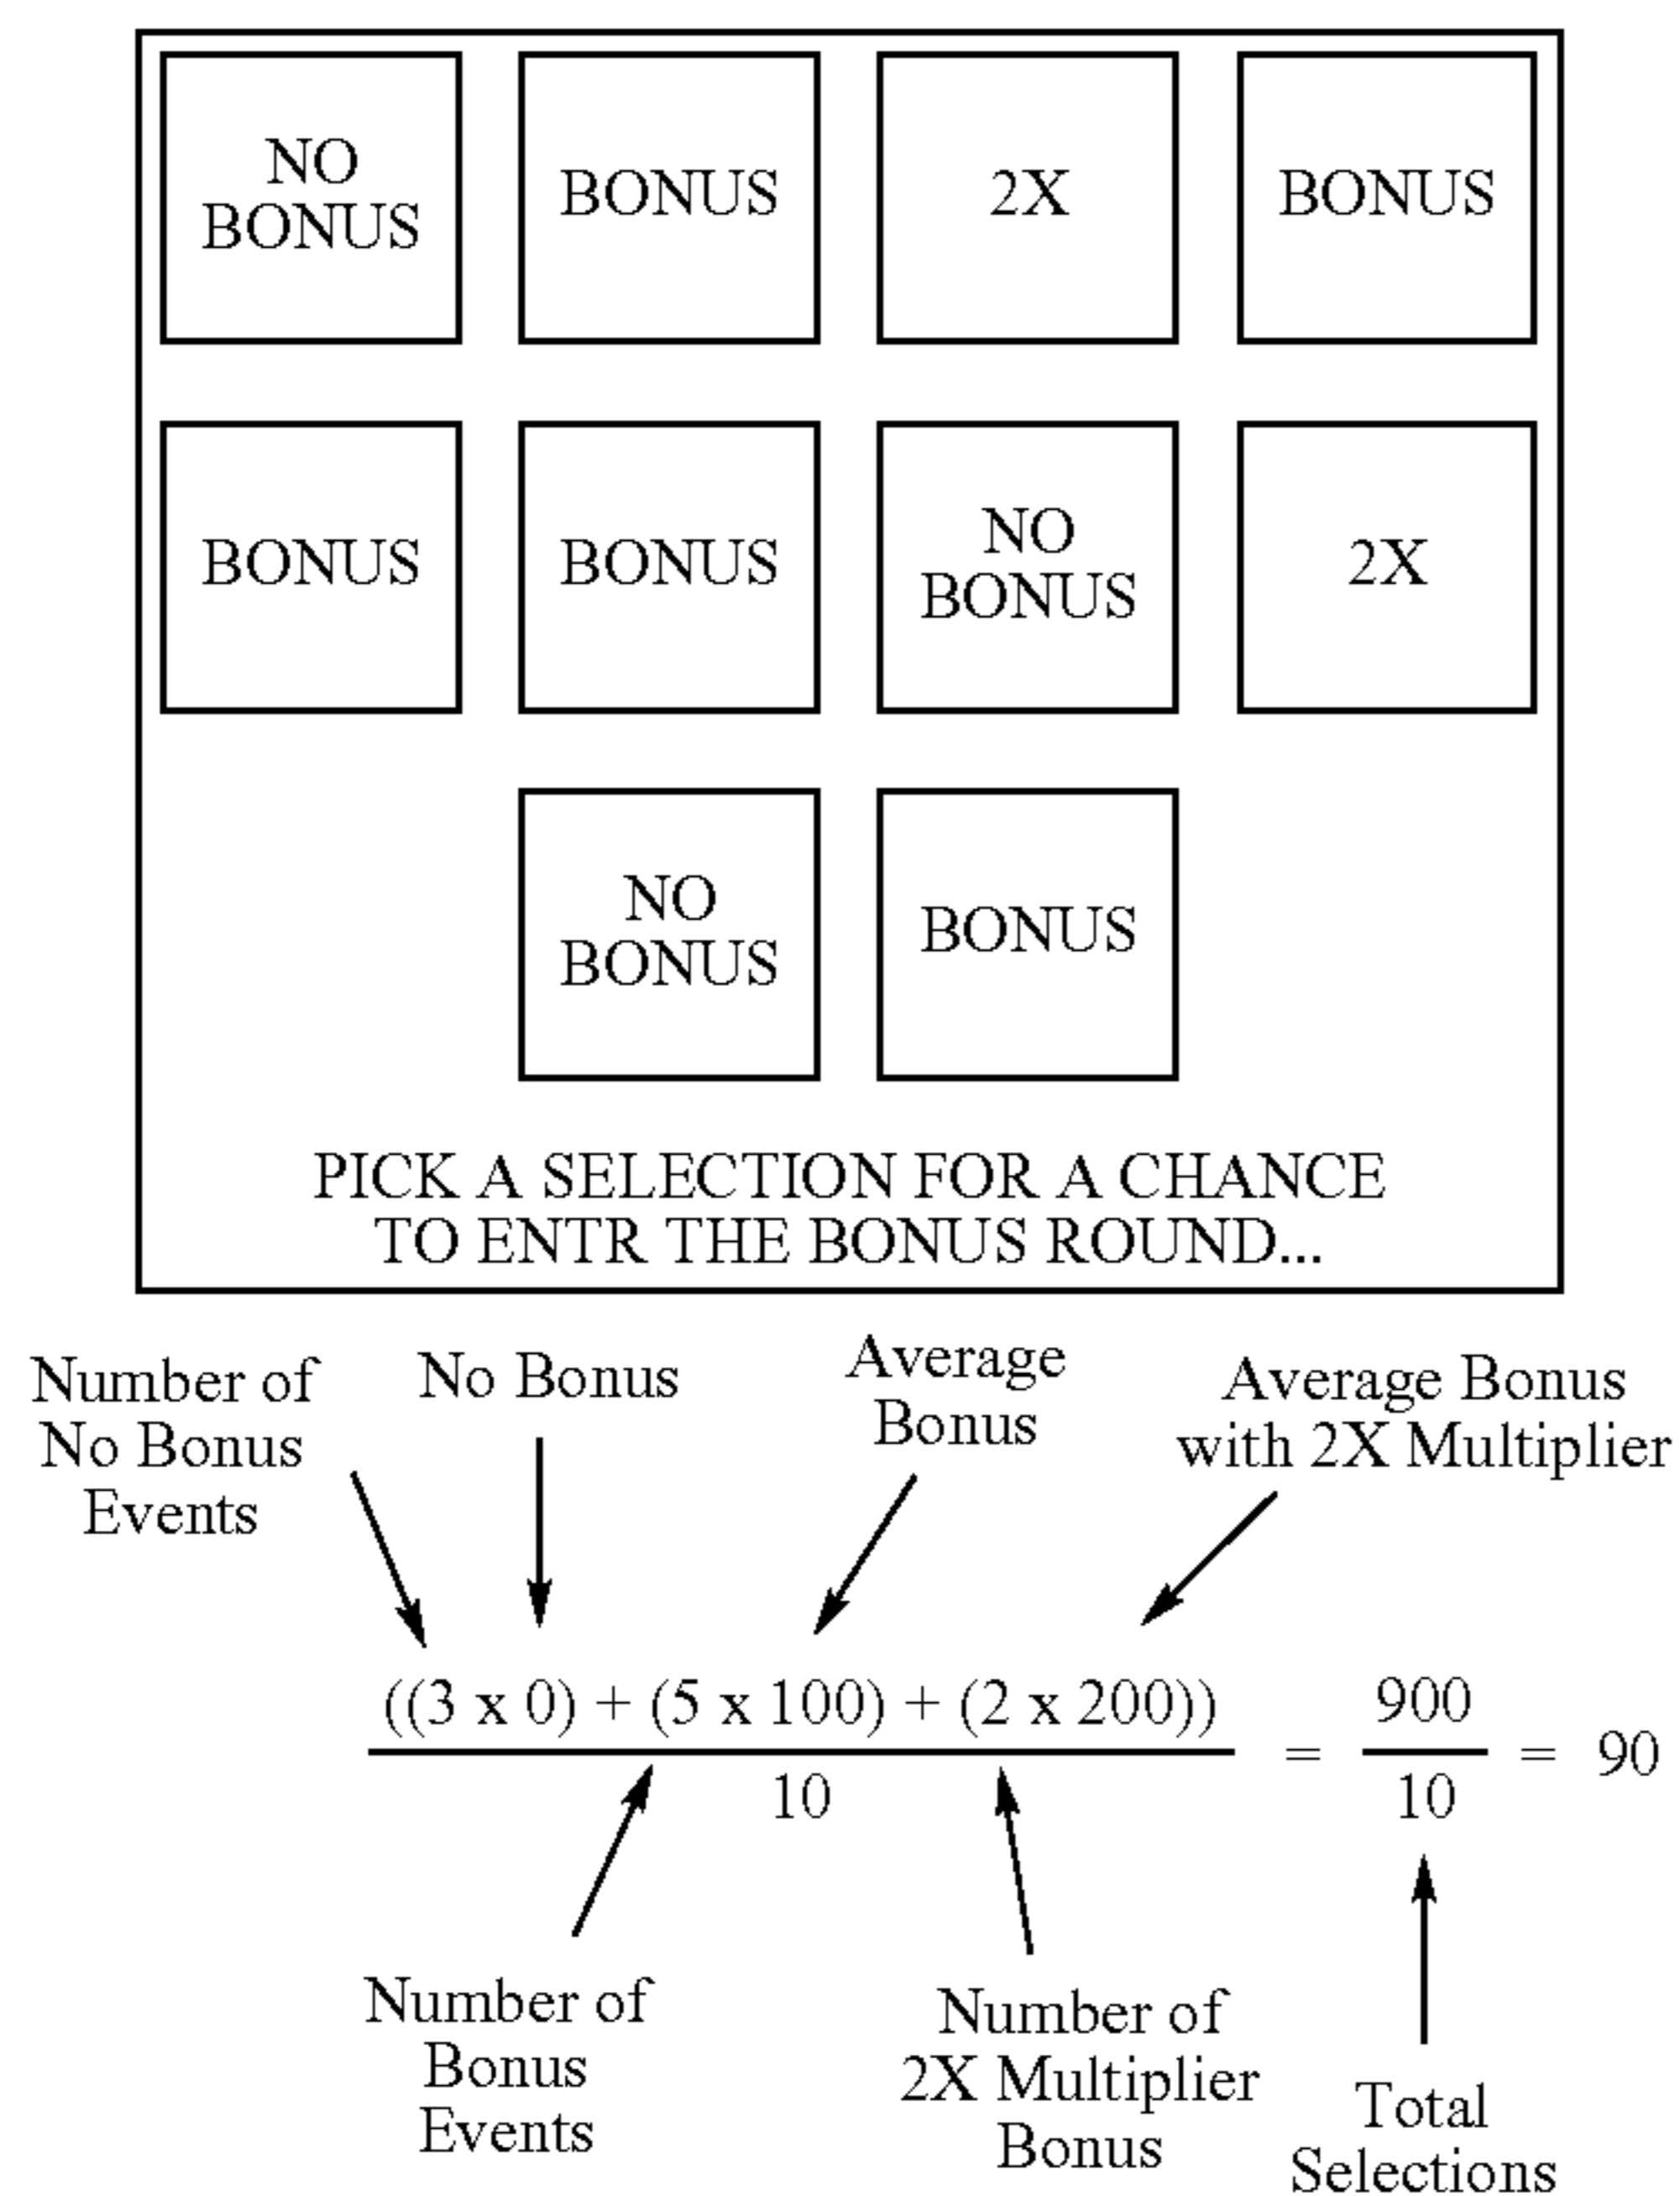 NO
BONUS
BONUS
2X
BONUS
BONUS
BONUS
NO
BONUS
2X
NO
BONUS
BONUS
PICK A SELECTION FOR A CHANCE
TO ENTR THE BONUS ROUND...
Number of
No Bonus
Events
No Bonus
Average
Bonus
Average Bonus
with 2X Multiplier
((3 x 0) + (5 x 100) + (2 x 200))
10
=
900
10
= 90
Number of
Bonus
Events
Number of
2X Multiplier
Bonus
Total
Selections